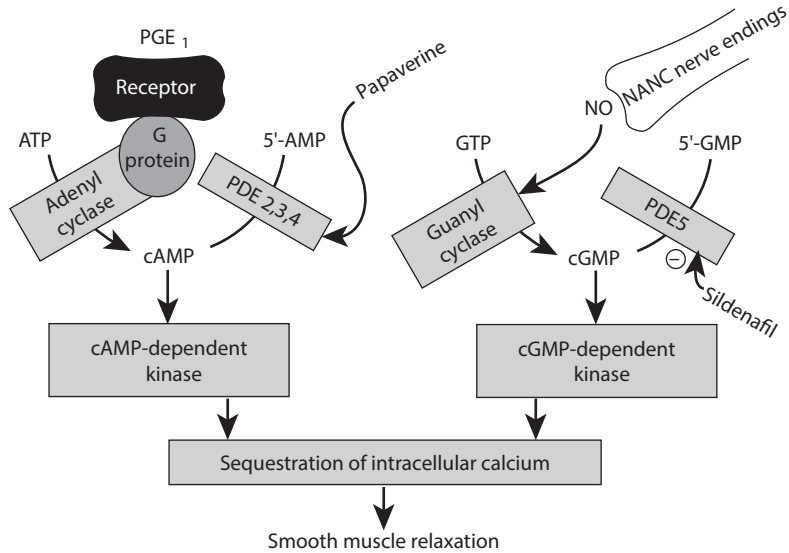 PGE 1
Receptor
G
protein
ATP
Adenyl
cyclase
5'-AMP
PDE 2,3,4
Papaverine
cAMP
NANC nerve endings
NO
GTP
Guanyl
cyclase
5'-GMP
PDE5
cGMP
−
Sildenafil
cAMP-dependent
kinase
cGMP-dependent
kinase
Sequestration of intracellular calcium
Smooth muscle relaxation